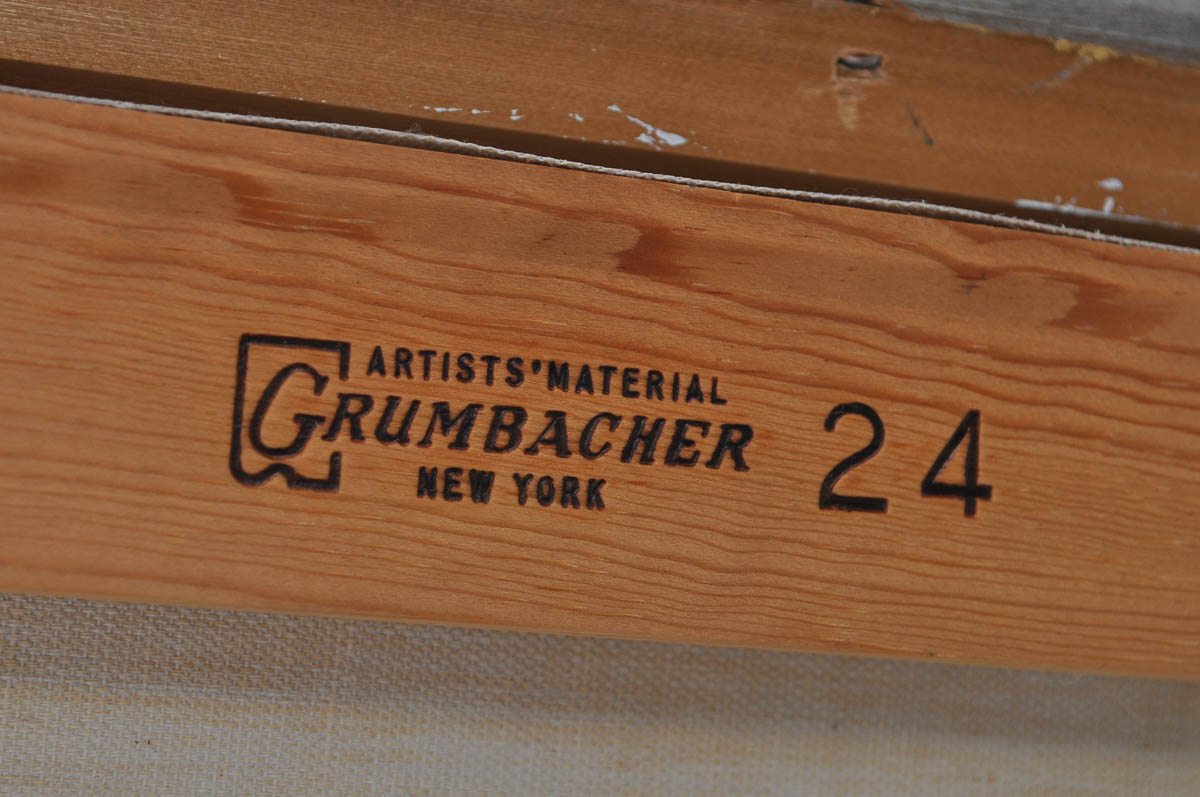 ARTISTS' MATERIAL
GRUMBACHER
NEW YORK
24